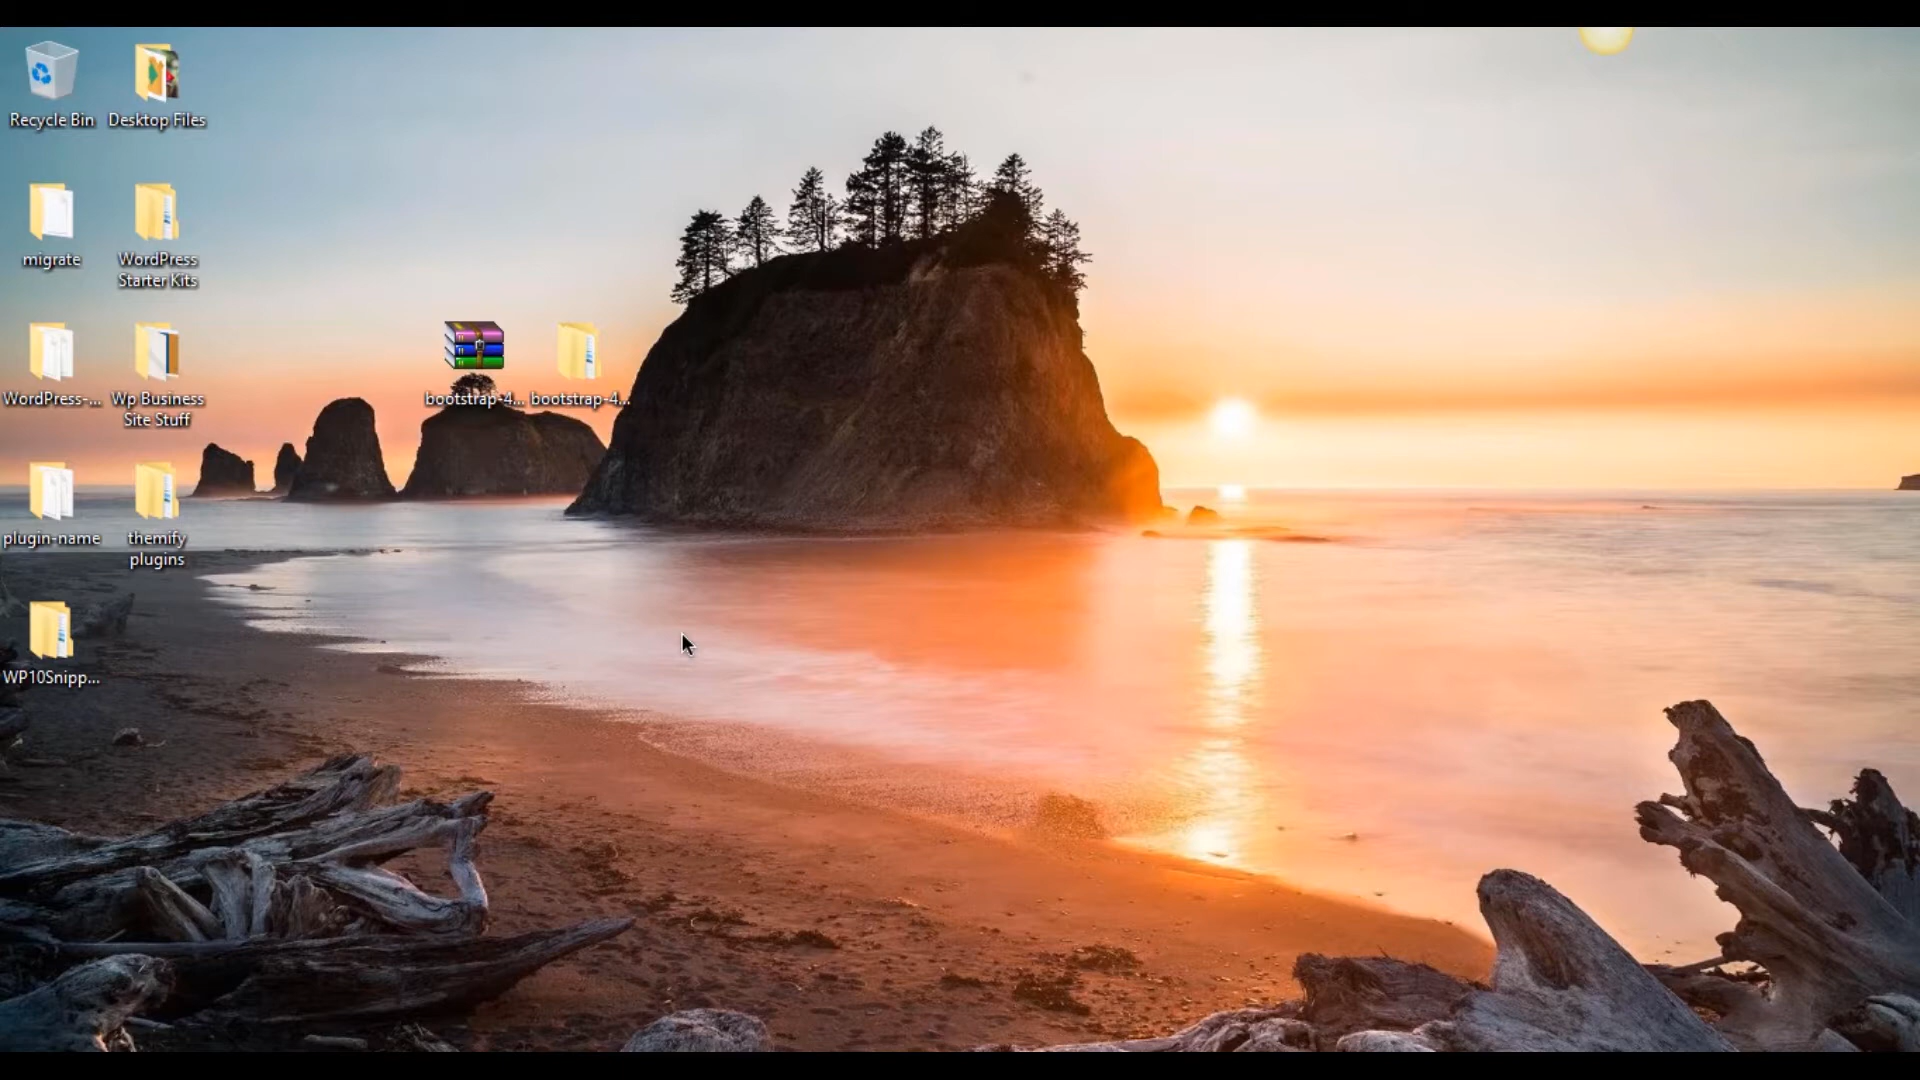 Recycle Bin
Desktop Files
migrate
WordPress
Starter Kits
WordPress-...
Wp Business
Site Stuff
bootstrap-4...
bootstrap-4...
plugin-name
themify
plugins
WP10Snipp...